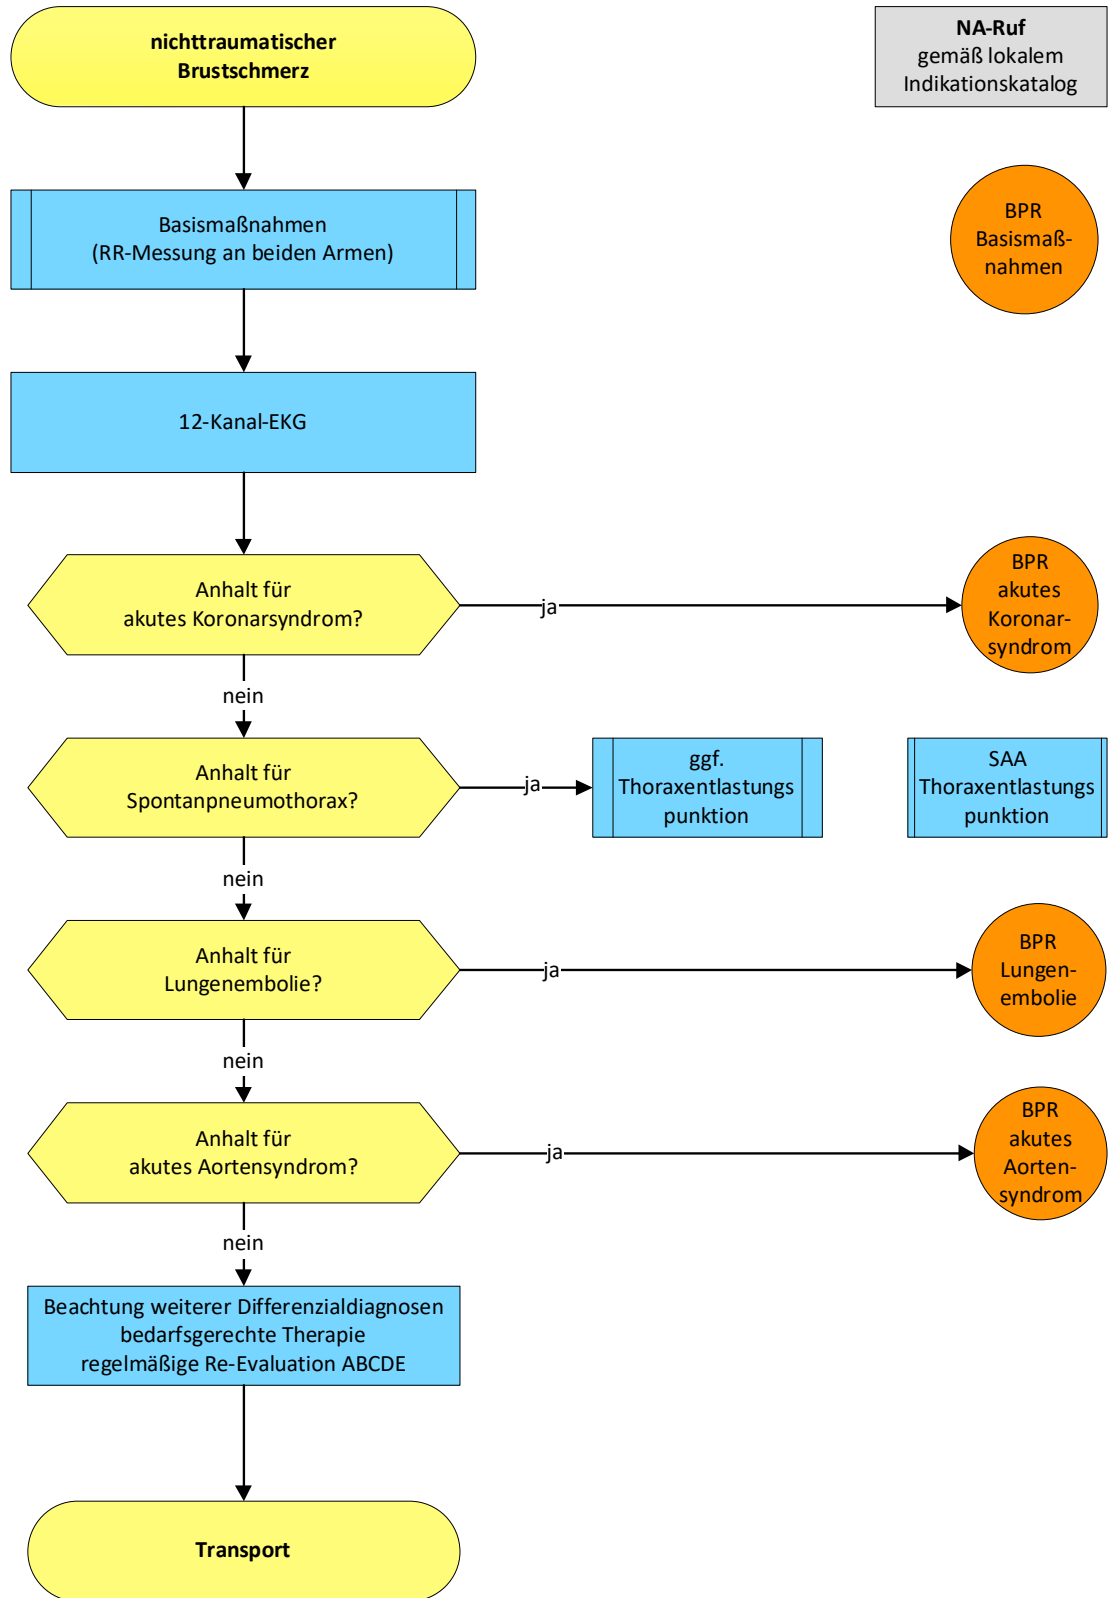 nichttraumatischer
Brustschmerz
NA-Ruf
gemäß lokalem
Indikationskatalog
Basismaßnahmen
(RR-Messung an beiden Armen)
BPR
Basismaß-
nahmen
12-Kanal-EKG
Anhalt für
akutes Koronarsyndrom?
ja
BPR
akutes
Koronar-
syndrom
nein
Anhalt für
Spontanpneumothorax?
ja
ggf.
Thoraxentlastungs
punktion
SAA
Thoraxentlastungs
punktion
nein
Anhalt für
Lungenembolie?
ja
BPR
Lungen-
embolie
nein
Anhalt für
akutes Aortensyndrom?
ja
BPR
akutes
Aorten-
syndrom
nein
Beachtung weiterer Differenzialdiagnosen
bedarfsgerechte Therapie
regelmäßige Re-Evaluation ABCDE
Transport